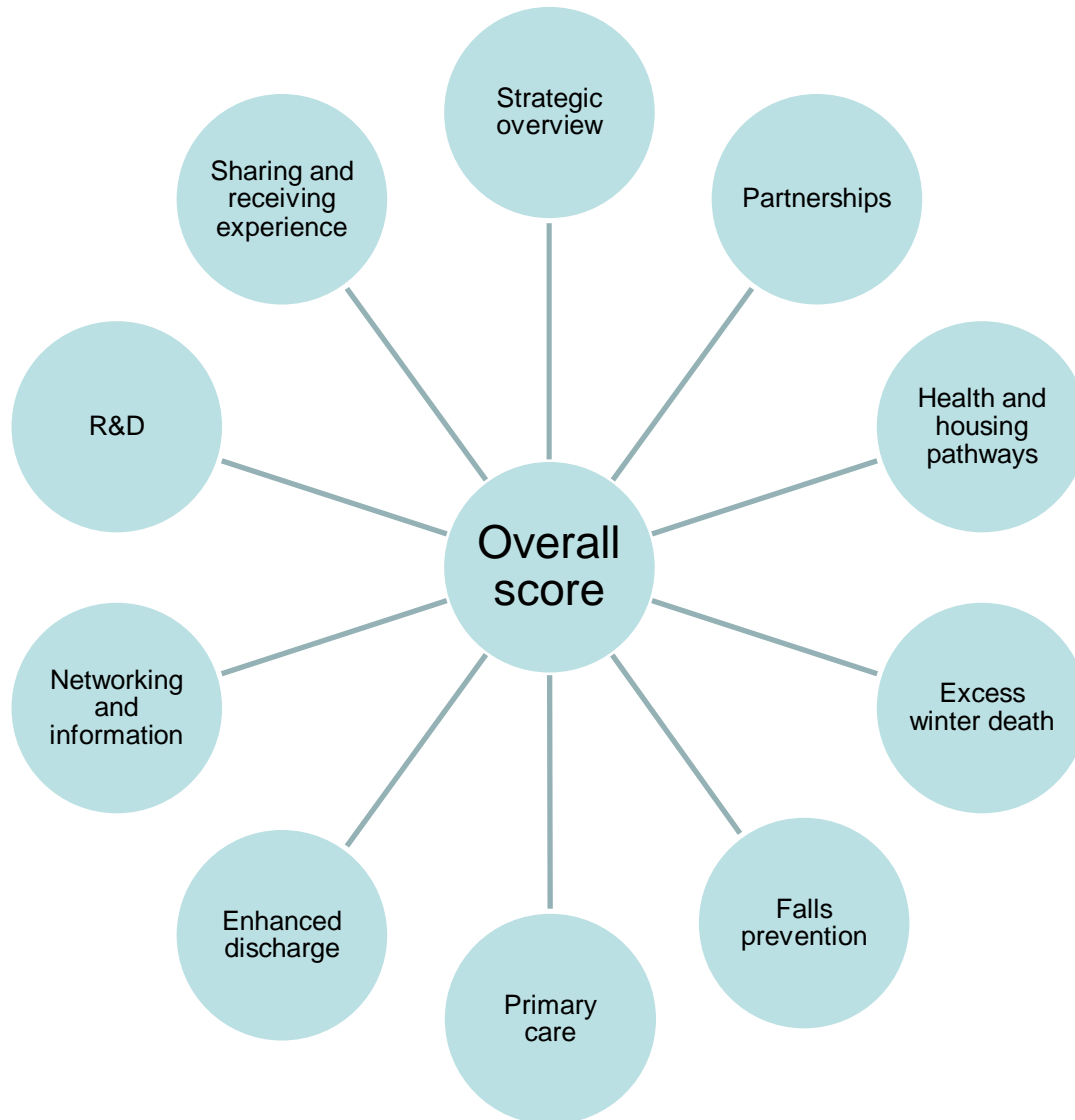 Strategic
overview
Partnerships
Health and
housing
pathways
Excess
winter death
Falls
prevention
Primary
care
Enhanced
discharge
Networking
and
information
R&D
Sharing and
receiving
experience
Overall
score